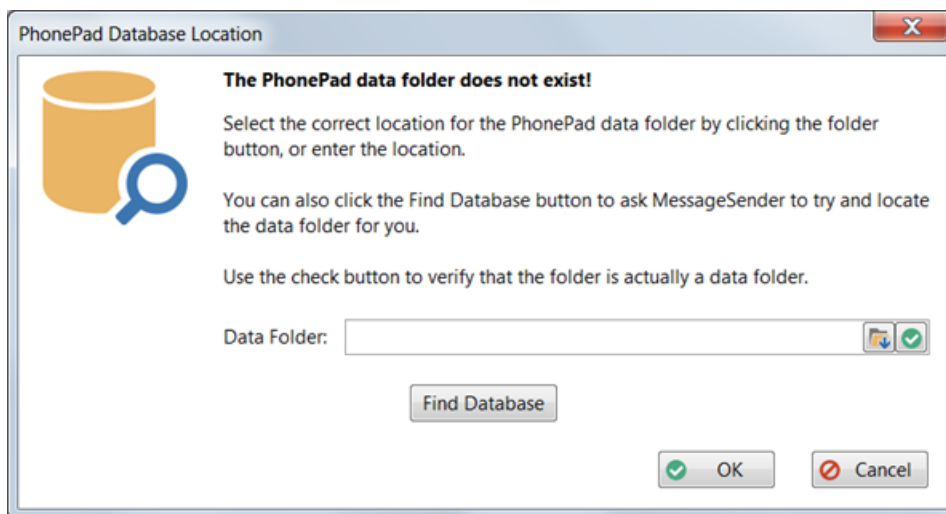 PhonePad Database Location
The PhonePad data folder does not exist!
Select the correct location for the PhonePad data folder by clicking the folder
button, or enter the location.
You can also click the Find Database button to ask MessageSender to try and locate
the data folder for you.
Use the check button to verify that the folder is actually a data folder.
Data Folder:
Find Database
OK
Cancel